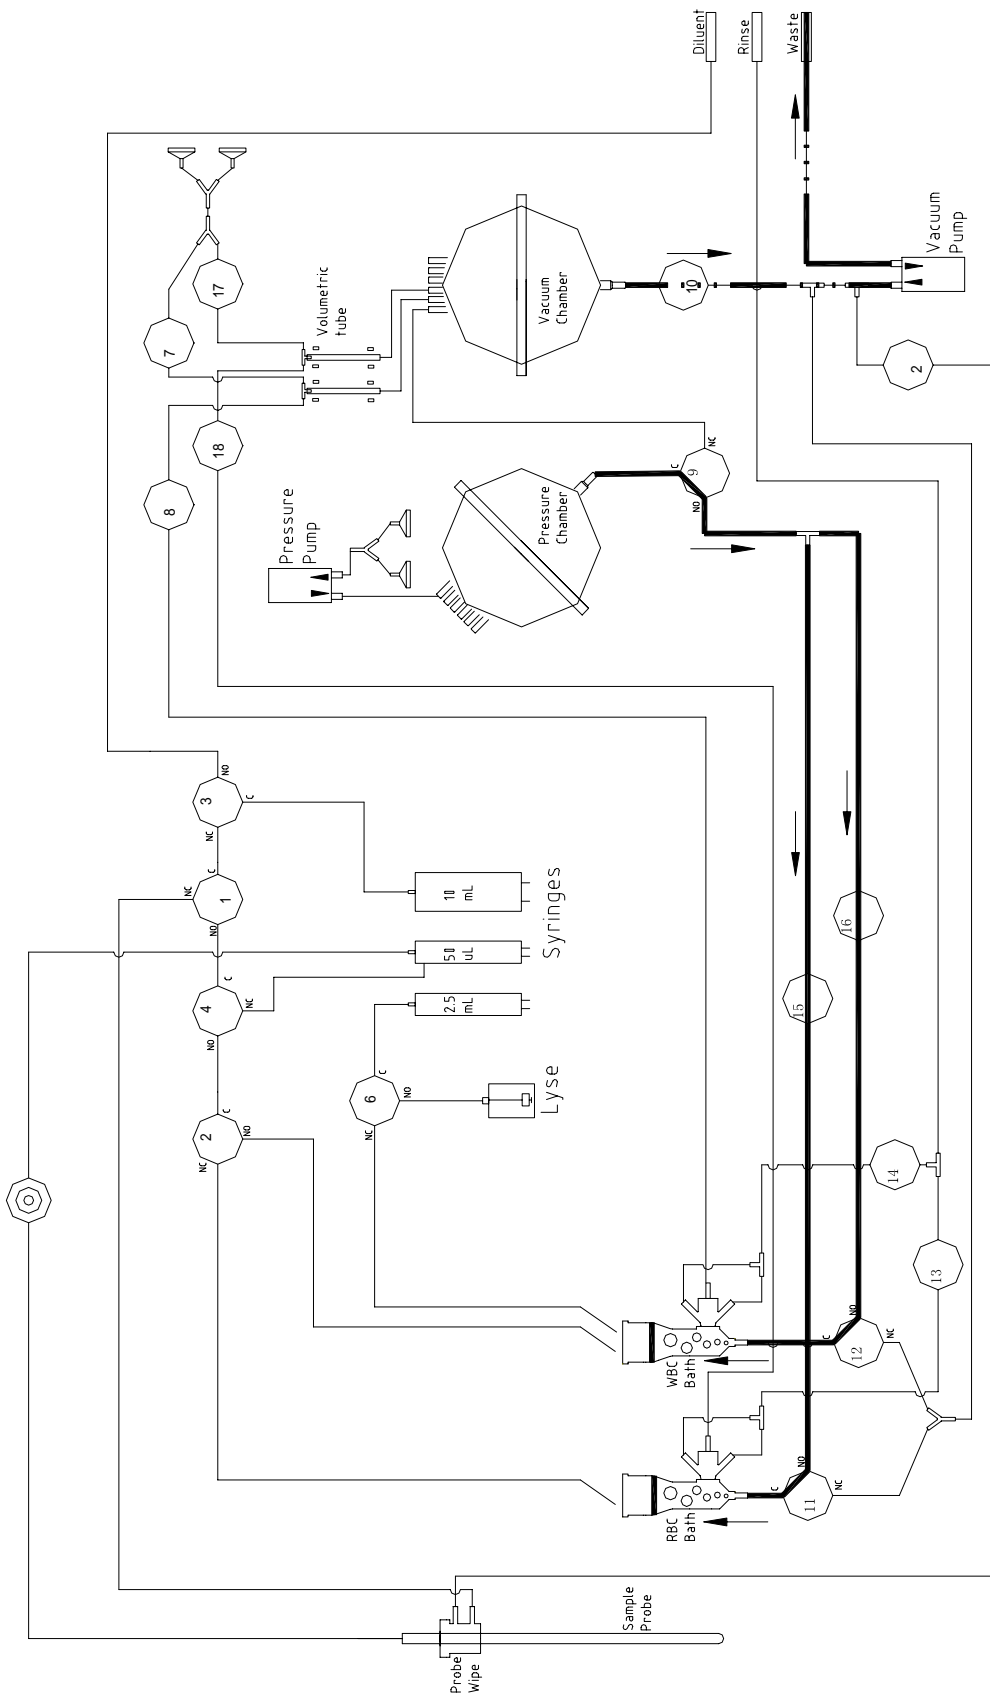 Diluent
Rinse
Waste
17
7
Volumetric
tube
Vacuum
Chamber
10
Vacuum
Pump
2
18
8
C
NC
9
NO
Pressure
Pump
Pressure
Chamber
NO
3
C
NC
C
NC
1
NO
10
mL
50
uL
2.5
mL
Syringes
C
4
NC
NO
16
15
C
6
NO
NC
Lyse
C
2
NO
NC
14
13
WBC
Bath
NO
C
12
NC
RBC
Bath
NO
C
11
NC
Sample
Probe
Probe
Wipe